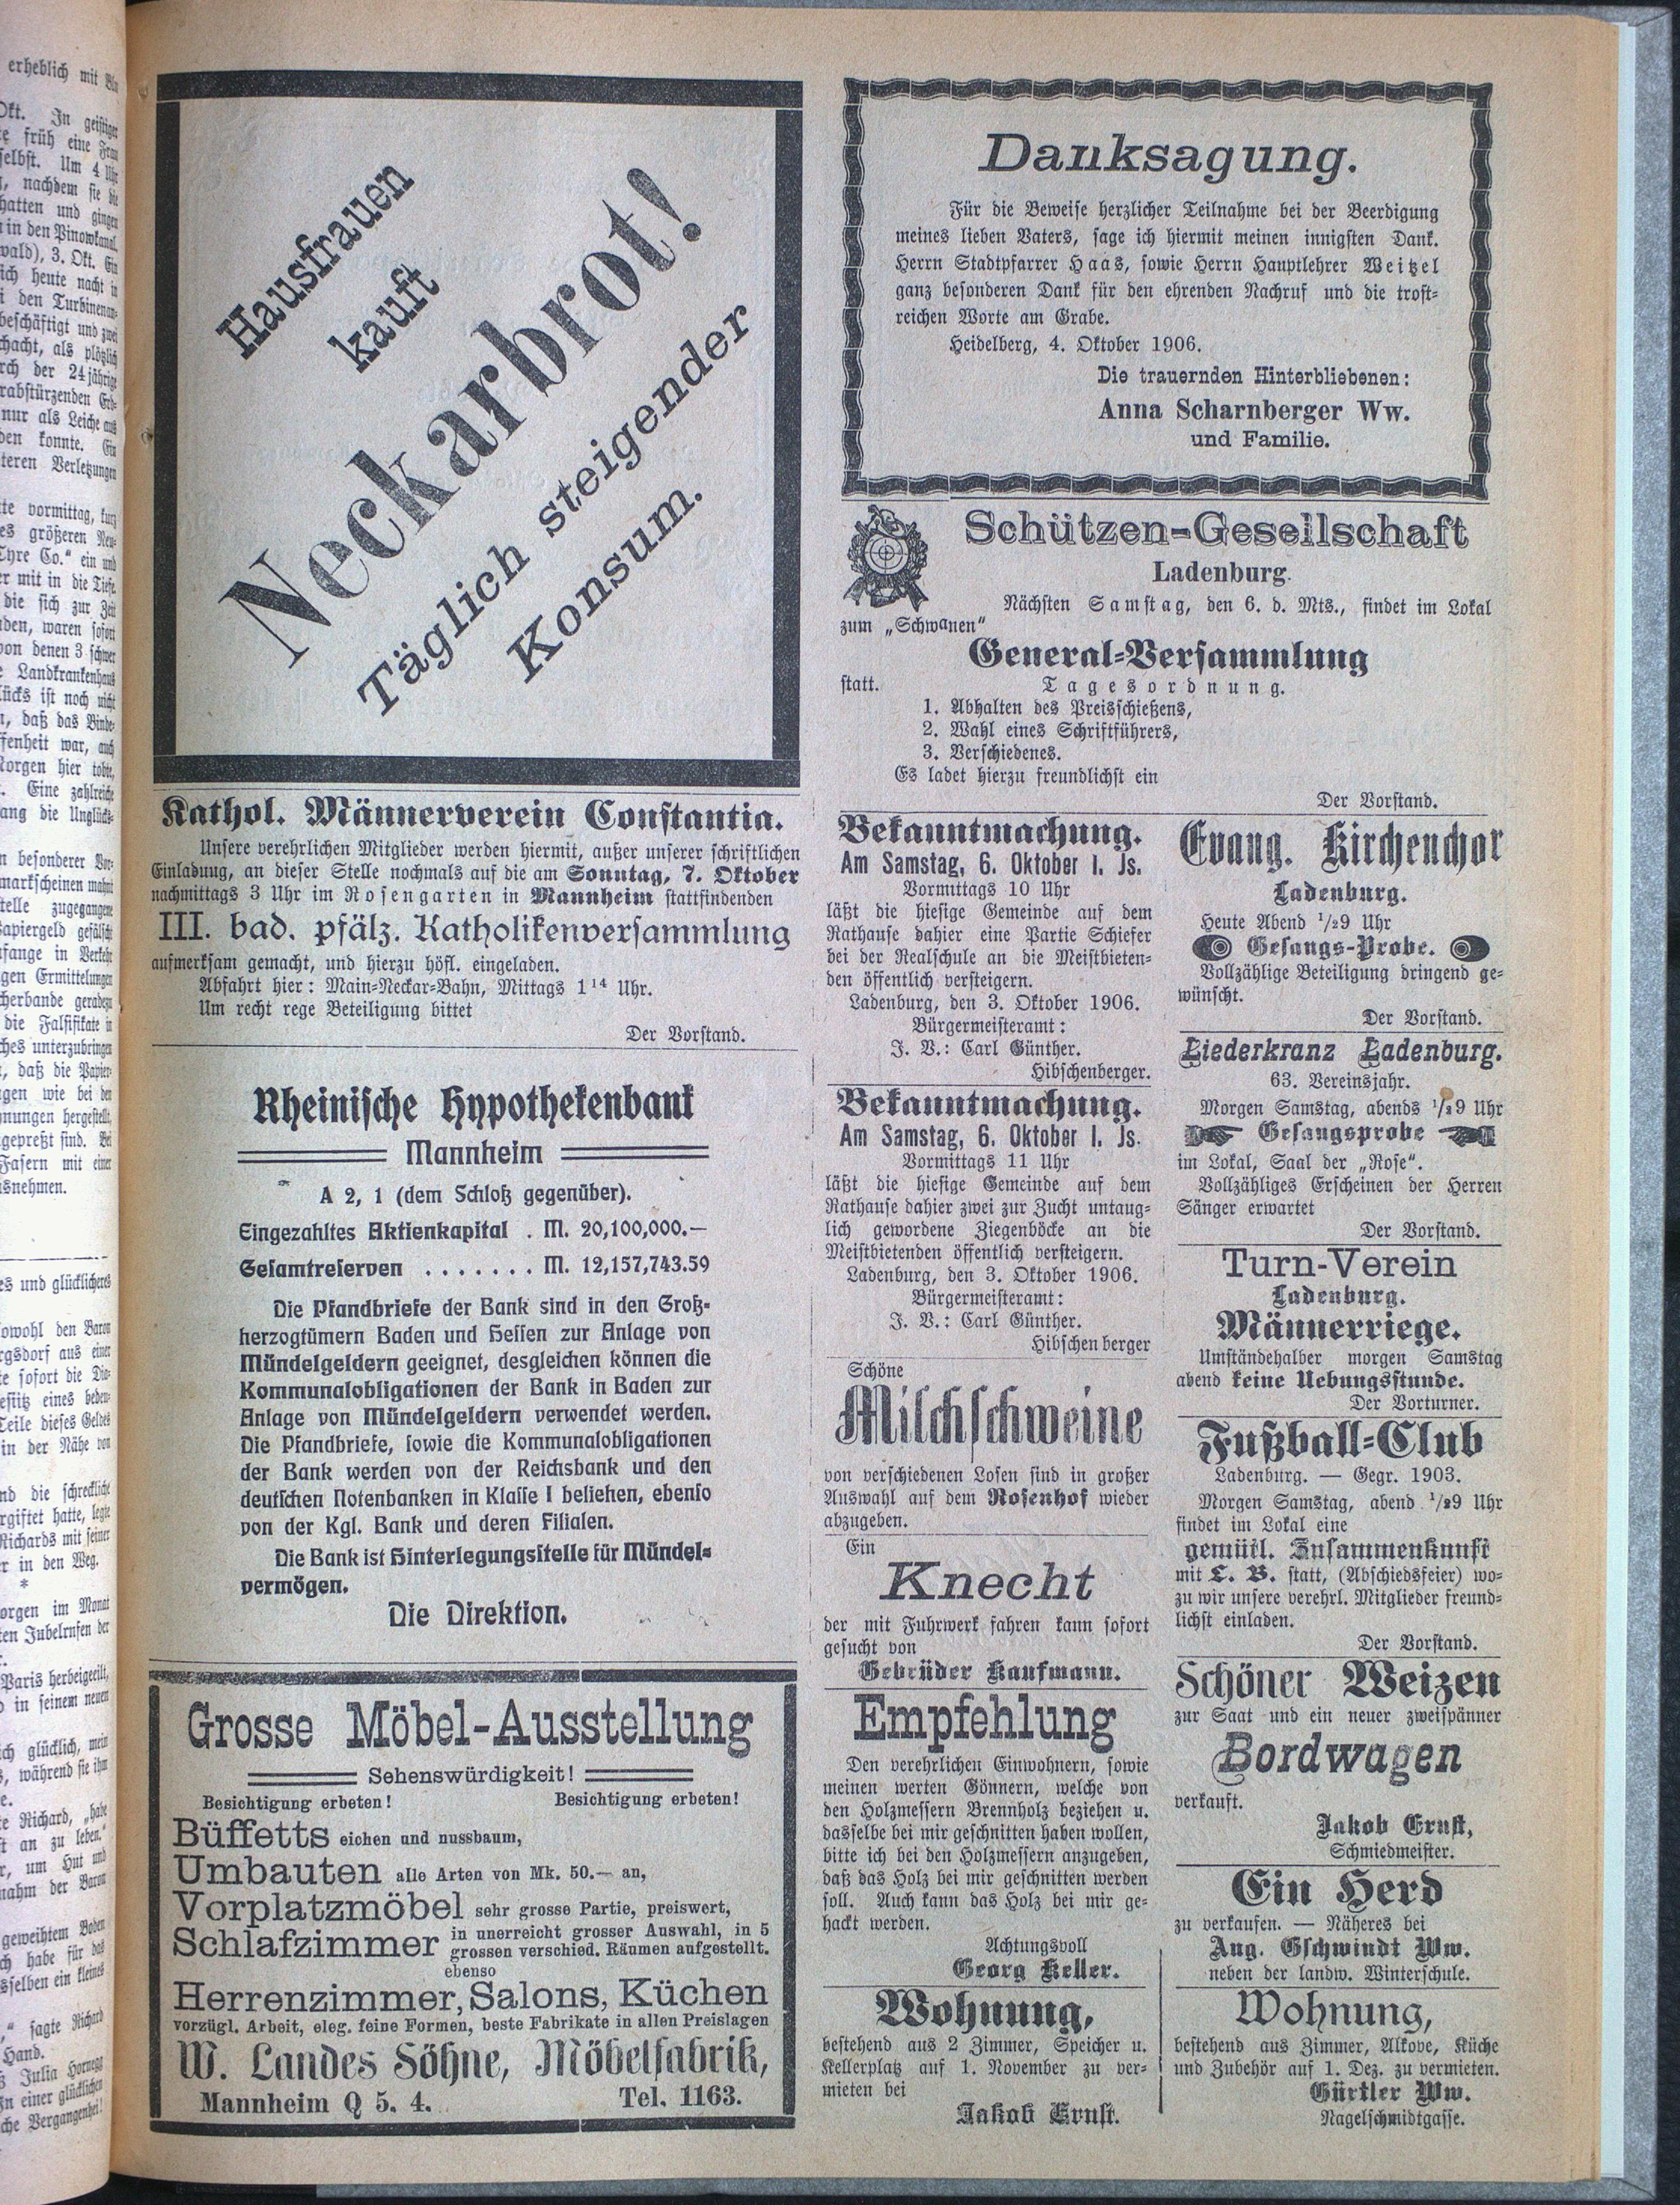 Hausfrauen
kauft
Neckarbrot!
Täglich steigender
Konsum.
Kathol. Männerverein Constantia.
Unsere verehrlichen Mitglieder werden hiermit, außer unserer schriftlichen
Einladung, an dieser Stelle nochmals auf die am Sonntag, 7. Oktober
nachmittags 3 Uhr im Rosengarten in Mannheim stattfindenden
III. bad. pfälz. Katholikenversammlung
aufmerksam gemacht, und hierzu höfl. eingeladen.
Abfahrt hier: Main-Neckar-Bahn, Mittags 1¹⁴ Uhr.
Um recht rege Beteiligung bittet
Der Vorstand.
Rheinische Hypothekenbank
Mannheim
A 2, 1 (dem Schloß gegenüber).
Eingezahltes Aktienkapital . M. 20,100,000.—
Gesamtreserven . . . . . . . M. 12,157,743.59
Die Pfandbriefe der Bank sind in den Groß-
herzogtümern Baden und Hessen zur Anlage von
Mündelgeldern geeignet, desgleichen können die
Kommunalobligationen der Bank in Baden zur
Anlage von Mündelgeldern verwendet werden.
Die Pfandbriefe, sowie die Kommunalobligationen
der Bank werden von der Reichsbank und den
deutschen Notenbanken in Klasse I beliehen, ebenso
von der Kgl. Bank und deren Filialen.
Die Bank ist Hinterlegungsstelle für Mündel-
vermögen.
Die Direktion.
Grosse Möbel-Ausstellung
Sehenswürdigkeit!
Besichtigung erbeten! Besichtigung erbeten!
Büffetts eichen und nussbaum,
Umbauten alle Arten von Mk. 50.— an,
Vorplatzmöbel sehr grosse Partie, preiswert,
Schlafzimmer in unerreicht grosser Auswahl, in 5
grossen verschied. Räumen aufgestellt.
ebenso
Herrenzimmer, Salons, Küchen
vorzügl. Arbeit, eleg. feine Formen, beste Fabrikate in allen Preislagen
W. Landes Söhne, Möbelfabrik,
Mannheim Q 5. 4. Tel. 1163.
Danksagung.
Für die Beweise herzlicher Teilnahme bei der Beerdigung
meines lieben Vaters, sage ich hiermit meinen innigsten Dank.
Herrn Stadtpfarrer Haas, sowie Herrn Hauptlehrer Weitzel
ganz besonderen Dank für den ehrenden Nachruf und die trost-
reichen Worte am Grabe.
Heidelberg, 4. Oktober 1906.
Die trauernden Hinterbliebenen:
Anna Scharnberger Ww.
und Familie.
Schützen-Gesellschaft
Ladenburg.
Nächsten Samstag, den 6. d. Mts., findet im Lokal
zum „Schwanen“
General-Versammlung
statt. Tagesordnung.
1. Abhalten des Preisschießens,
2. Wahl eines Schriftführers,
3. Verschiedenes.
Es ladet hierzu freundlichst ein
Der Vorstand.
Bekanntmachung.
Am Samstag, 6. Oktober l. Js.
Vormittags 10 Uhr
läßt die hiesige Gemeinde auf dem
Rathause dahier eine Partie Schiefer
bei der Realschule an die Meistbieten-
den öffentlich versteigern.
Ladenburg, den 3. Oktober 1906.
Bürgermeisteramt:
J. V.: Carl Günther.
Hibschenberger.
Bekanntmachung.
Am Samstag, 6. Oktober l. Js.
Vormittags 11 Uhr
läßt die hiesige Gemeinde auf dem
Rathause dahier zwei zur Zucht untaug-
lich gewordene Ziegenböcke an die
Meistbietenden öffentlich versteigern.
Ladenburg, den 3. Oktober 1906.
Bürgermeisteramt:
J. V.: Carl Günther.
Hibschenberger
Schöne
Milchschweine
von verschiedenen Losen sind in großer
Auswahl auf dem Rosenhof wieder
abzugeben.
Ein
Knecht
der mit Fuhrwerk fahren kann sofort
gesucht von
Gebrüder Kaufmann.
Empfehlung
Den verehrlichen Einwohnern, sowie
meinen werten Gönnern, welche von
den Holzmessern Brennholz beziehen u.
dasselbe bei mir geschnitten haben wollen,
bitte ich bei den Holzmessern anzugeben,
daß das Holz bei mir geschnitten werden
soll. Auch kann das Holz bei mir ge-
hackt werden.
Achtungsvoll
Georg Keller.
Wohnung,
bestehend aus 2 Zimmer, Speicher u.
Kellerplatz auf 1. November zu ver-
mieten bei
Jakob Ernst.
Evang. Kirchenchor
Ladenburg.
Heute Abend ½9 Uhr
Gesangs-Probe.
Vollzählige Beteiligung dringend ge-
wünscht.
Der Vorstand.
Liederkranz Ladenburg.
63. Vereinsjahr.
Morgen Samstag, abends ½9 Uhr
Gesangsprobe
im Lokal, Saal der „Rose“.
Vollzähliges Erscheinen der Herren
Sänger erwartet
Der Vorstand.
Turn-Verein
Ladenburg.
Männerriege.
Umständehalber morgen Samstag
abend keine Uebungsstunde.
Der Vorturner.
Fußball-Club
Ladenburg. — Gegr. 1903.
Morgen Samstag, abend ½9 Uhr
findet im Lokal eine
gemütl. Zusammenkunft
mit L. B. statt, (Abschiedsfeier) wo-
zu wir unsere verehrl. Mitglieder freund-
lichst einladen.
Der Vorstand.
Schöner Weizen
zur Saat und ein neuer zweispänner
Bordwagen
verkauft.
Jakob Ernst,
Schmiedmeister.
Ein Herd
zu verkaufen. — Näheres bei
Aug. Gschwindt Ww.
neben der landw. Winterschule.
Wohnung,
bestehend aus Zimmer, Alkove, Küche
und Zubehör auf 1. Dez. zu vermieten.
Gürtler Ww.
Nagelschmidtgasse.